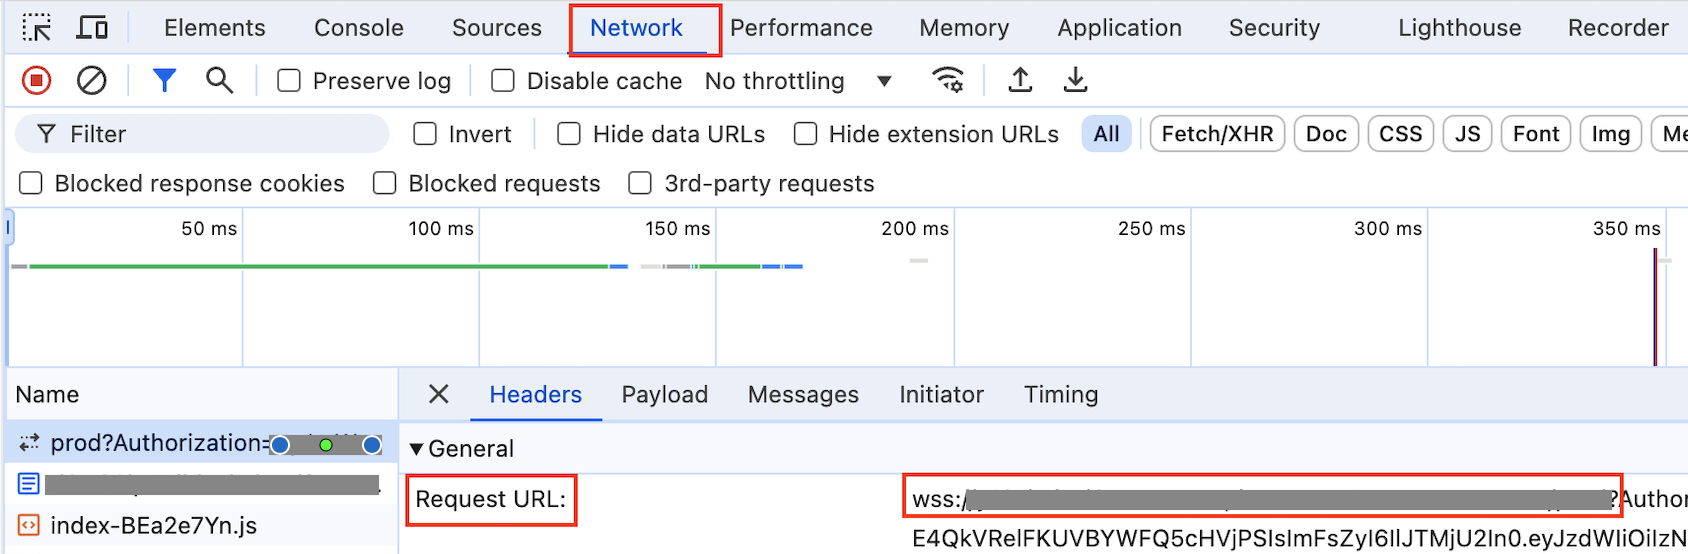 Elements Console Sources Network Performance Memory Application Security Lighthouse Recorder
Preserve log Disable cache No throttling
Filter Invert Hide data URLs Hide extension URLs All Fetch/XHR Doc CSS JS Font Img Me
Blocked response cookies Blocked requests 3rd-party requests
50 ms 100 ms 150 ms 200 ms 250 ms 300 ms 350 ms
Name Headers Payload Messages Initiator Timing
prod?Authorization=
General
Request URL: wss:/ ?Author
index-BEa2e7Yn.js
E4QkVRelFKUVBYWFQ5cHVjPSIsImFsZyI6IlJTMjU2In0.eyJzdWIiOiIzN